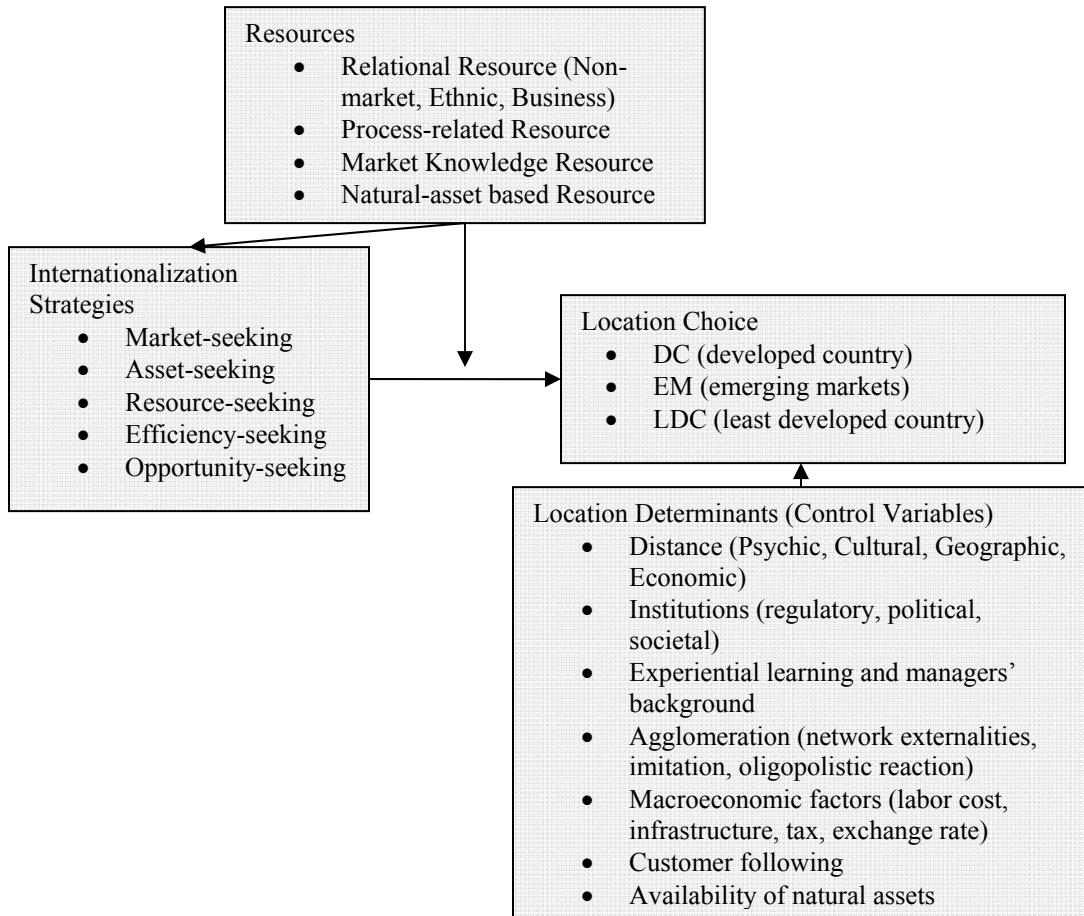 Resources
• Relational Resource (Non-
market, Ethnic, Business)
• Process-related Resource
• Market Knowledge Resource
• Natural-asset based Resource
Internationalization
Strategies
• Market-seeking
• Asset-seeking
• Resource-seeking
• Efficiency-seeking
• Opportunity-seeking
Location Choice
• DC (developed country)
• EM (emerging markets)
• LDC (least developed country)
Location Determinants (Control Variables)
• Distance (Psychic, Cultural, Geographic,
Economic)
• Institutions (regulatory, political,
societal)
• Experiential learning and managers’
background
• Agglomeration (network externalities,
imitation, oligopolistic reaction)
• Macroeconomic factors (labor cost,
infrastructure, tax, exchange rate)
• Customer following
• Availability of natural assets